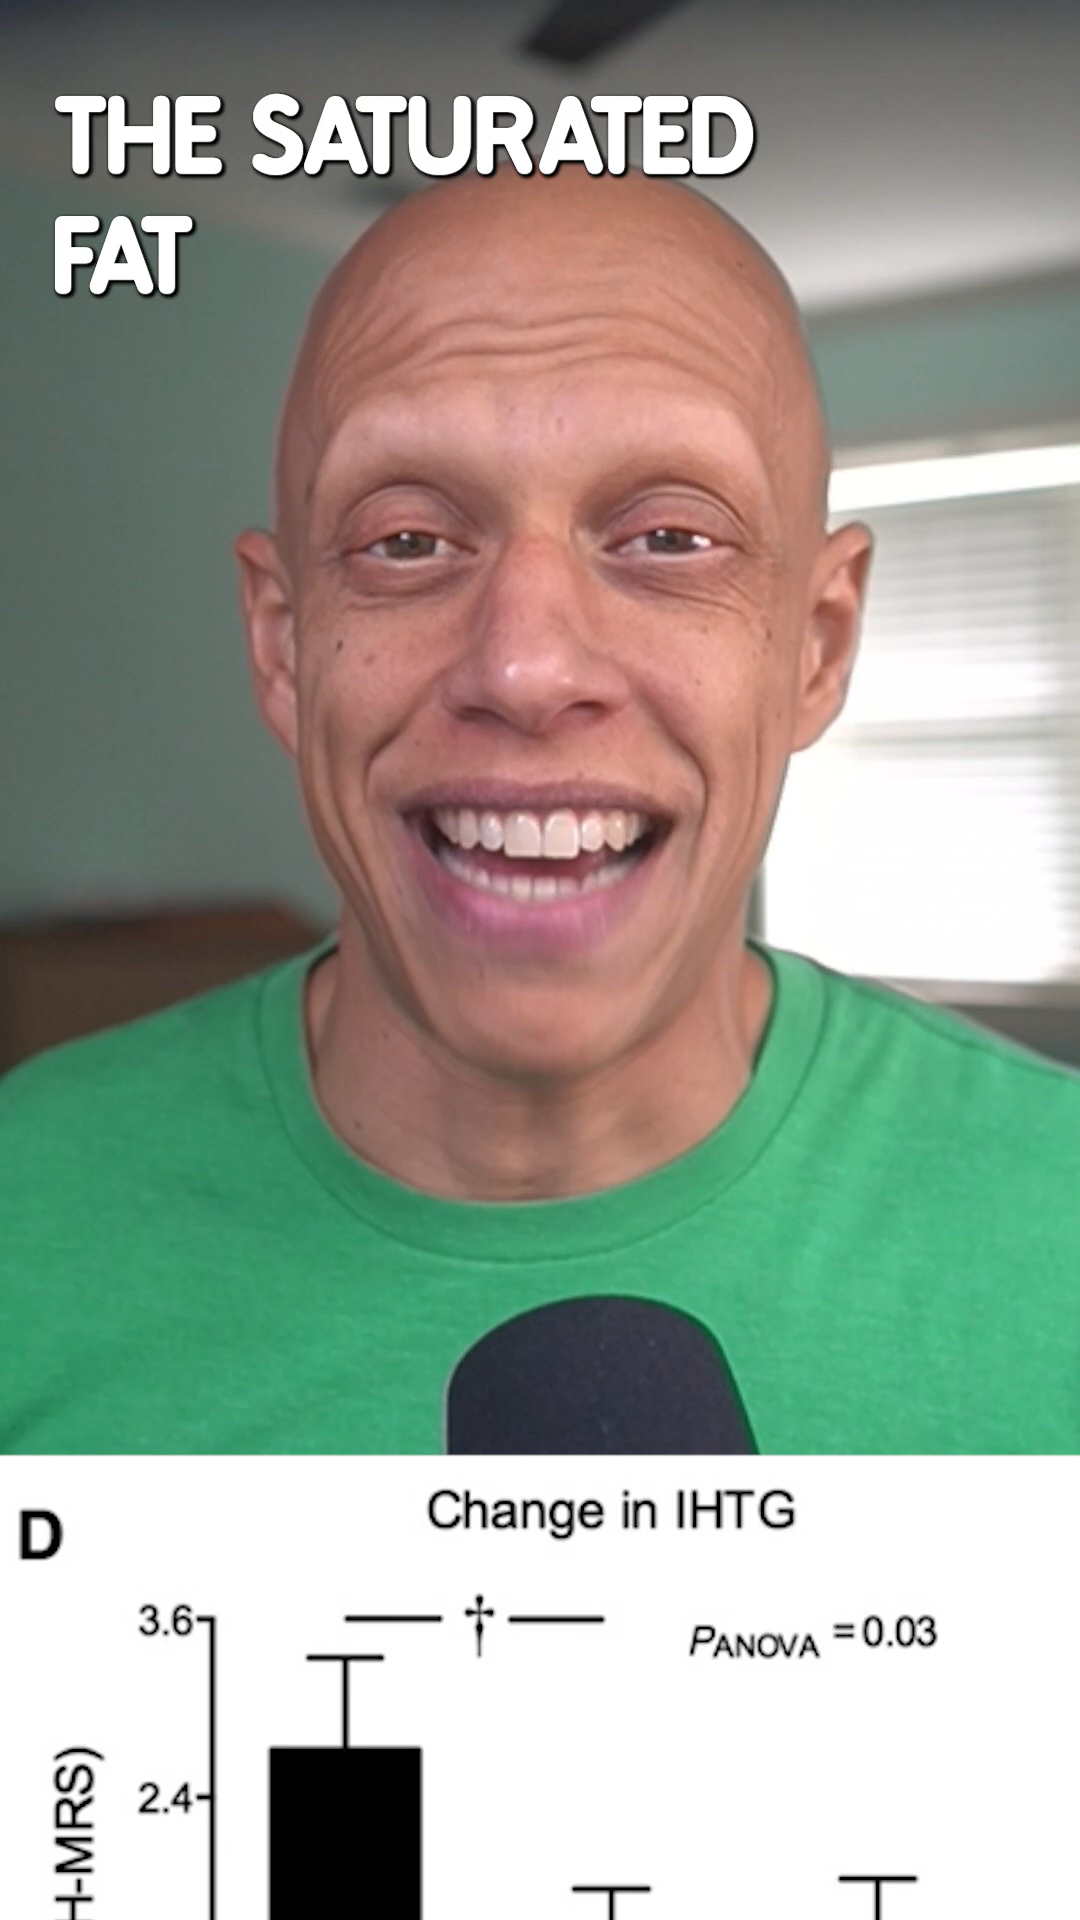 THE SATURATED
FAT
D
Change in IHTG
3.6
†
PANOVA = 0.03
2.4
H-MRS)